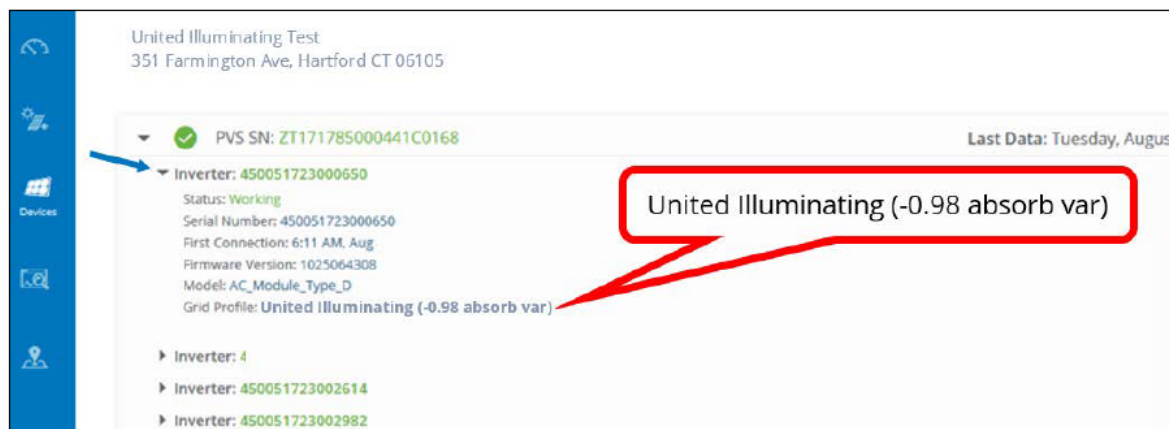 United Illuminating Test
351 Farmington Ave, Hartford CT 06105
PVS SN: ZT171785000441C0168
Last Data: Tuesday, Augus
Inverter: 450051723000650
Status: Working
Serial Number: 450051723000650
First Connection: 6:11 AM, Aug
Firmware Version: 1025064308
Model: AC_Module_Type_D
Grid Profile: United Illuminating (-0.98 absorb var)
United Illuminating (-0.98 absorb var)
Devices
Inverter: 4
Inverter: 450051723002614
Inverter: 450051723002982